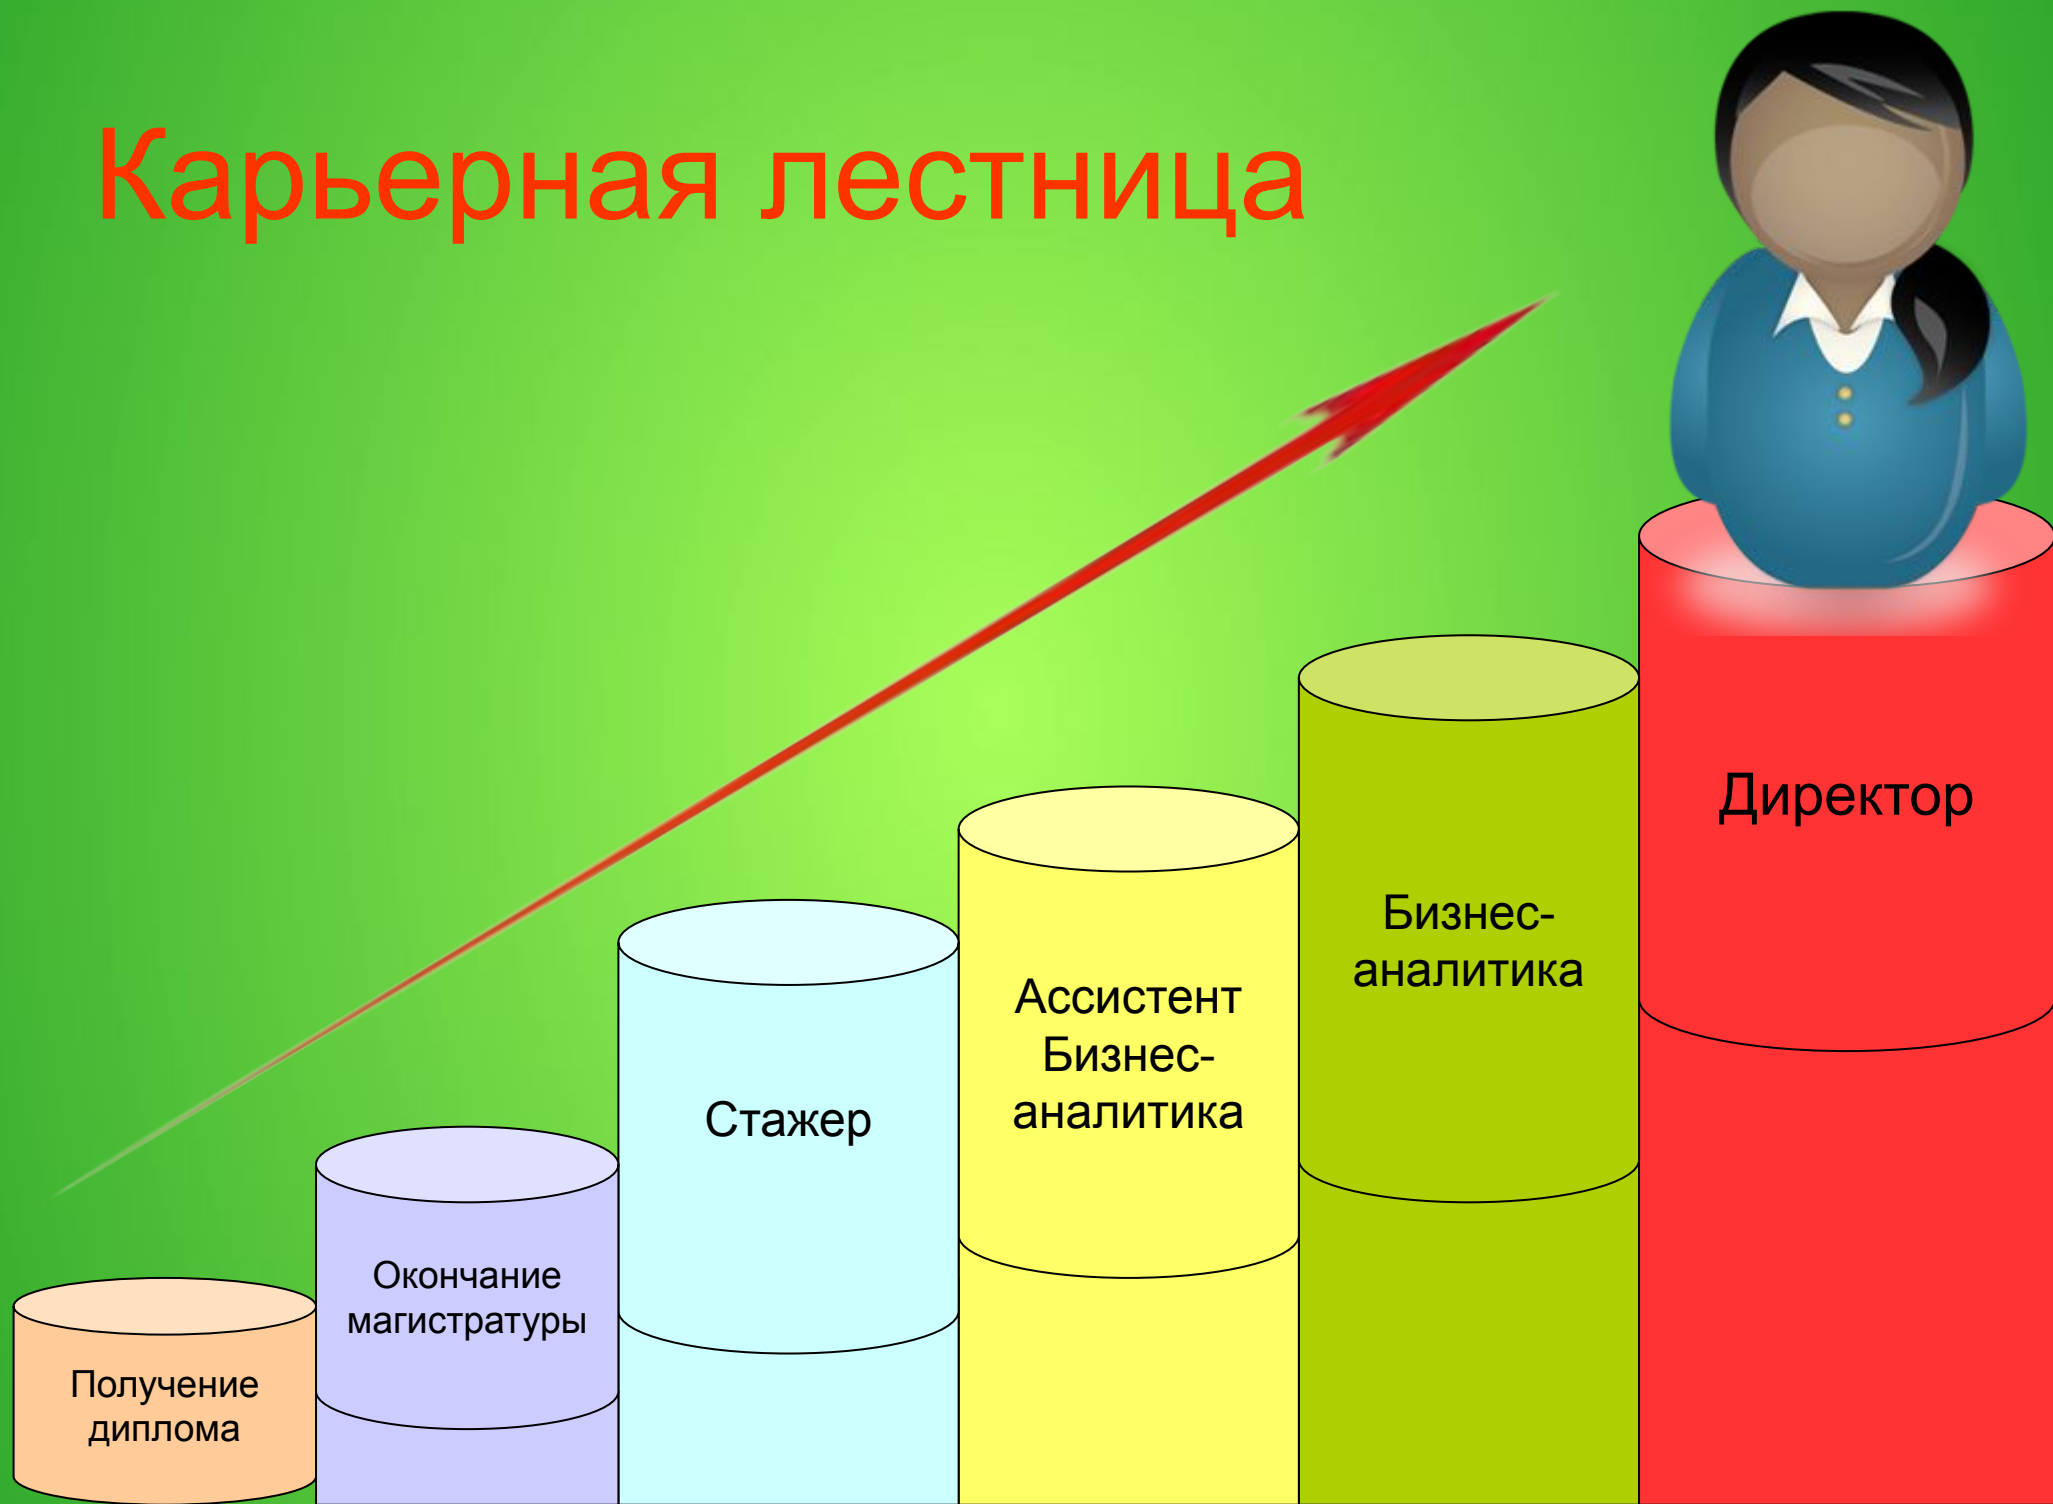 Карьерная лестница
Получение
диплома
Окончание
магистратуры
Стажер
Ассистент
Бизнес-
аналитика
Бизнес-
аналитика
Директор